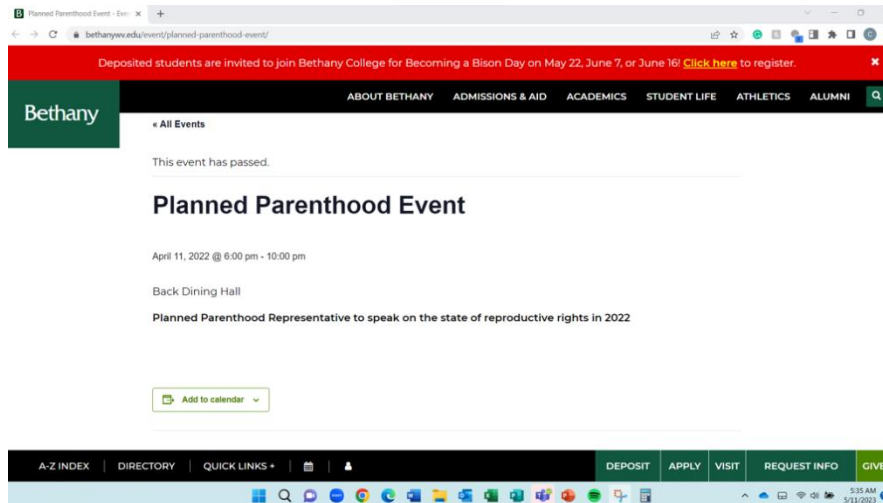 Planned Parenthood Event - Eve
bethanywv.edu/event/planned-parenthood-event/
Deposited students are invited to join Bethany College for Becoming a Bison Day on May 22, June 7, or June 16! Click here to register.
Bethany
ABOUT BETHANY ADMISSIONS & AID ACADEMICS STUDENT LIFE ATHLETICS ALUMNI
« All Events
This event has passed.
Planned Parenthood Event
April 11, 2022 @ 6:00 pm - 10:00 pm
Back Dining Hall
Planned Parenthood Representative to speak on the state of reproductive rights in 2022
Add to calendar
A-Z INDEX DIRECTORY QUICK LINKS + DEPOSIT APPLY VISIT REQUEST INFO GIVE
5:35 AM
5/11/2023